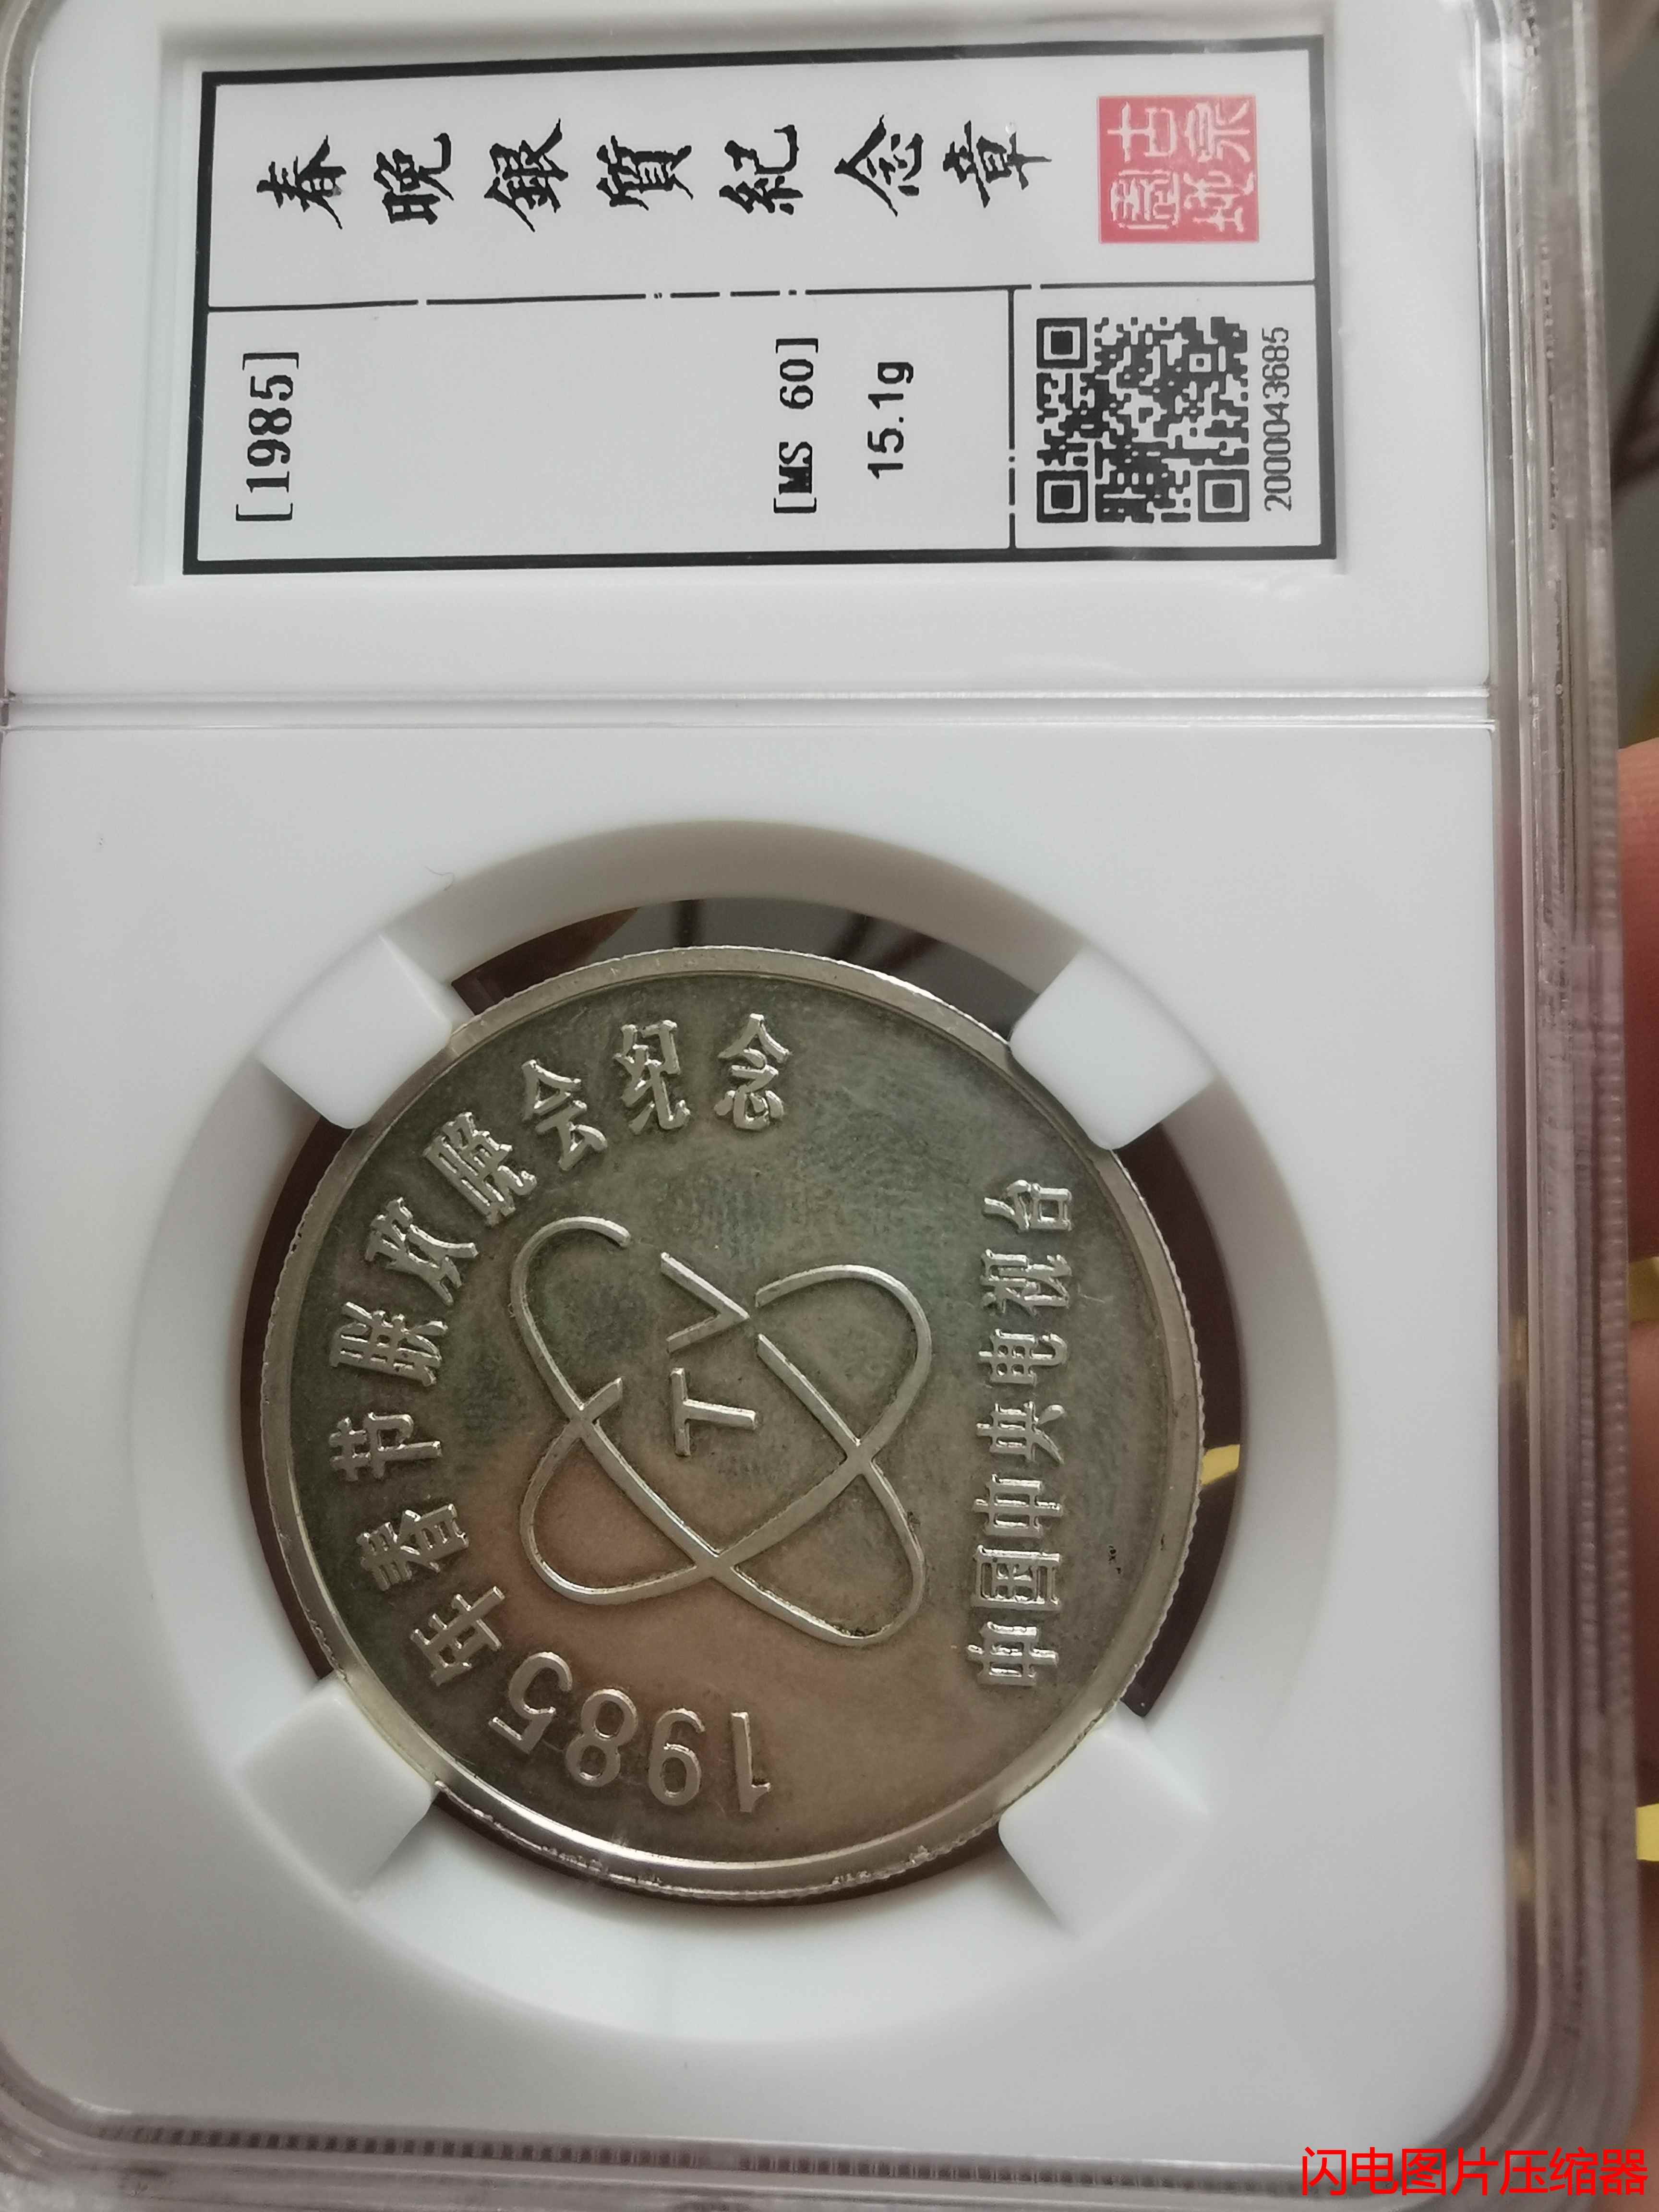 春晚銀質紀念章
[1985]
[MS 60]
15.1g
2000043685
1985年春节联欢晚会纪念
TV
中国中央电视台
闪电图片压缩器